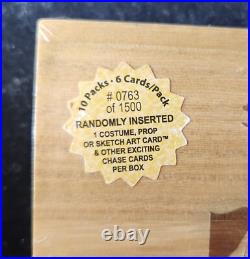 10 Packs · 6 Cards/Pack
# 0763
of 1500
RANDOMLY INSERTED
1 COSTUME, PROP
OR SKETCH ART CARD™
& OTHER EXCITING
CHASE CARDS
PER BOX